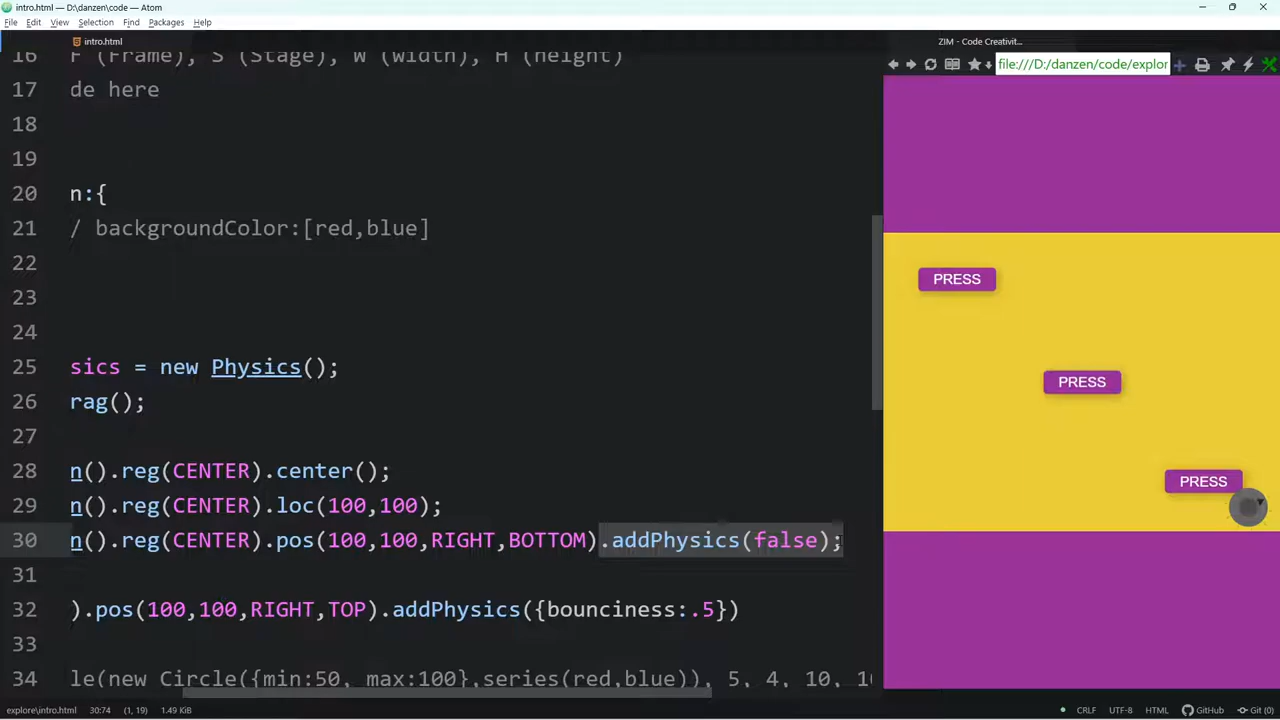 intro.html — D:\danzen\code — Atom
File Edit View Selection Find Packages Help
intro.html
ZIM - Code Creativit...
file:///D:/danzen/code/explor
16 F (Frame), S (Stage), W (width), H (height)
17 de here
18
19
20 n:{
21 / backgroundColor:[red,blue]
22
23
24
25 sics = new Physics();
26 rag();
27
28 n().reg(CENTER).center();
29 n().reg(CENTER).loc(100,100);
30 n().reg(CENTER).pos(100,100,RIGHT,BOTTOM).addPhysics(false);
31
32 ).pos(100,100,RIGHT,TOP).addPhysics({bounciness:.5})
33
34 le(new Circle({min:50, max:100},series(red,blue)), 5, 4, 10, 10
PRESS
PRESS
PRESS
explore\intro.html 30:74 (1, 19) 1.49 KiB
CRLF UTF-8 HTML GitHub Git (0)